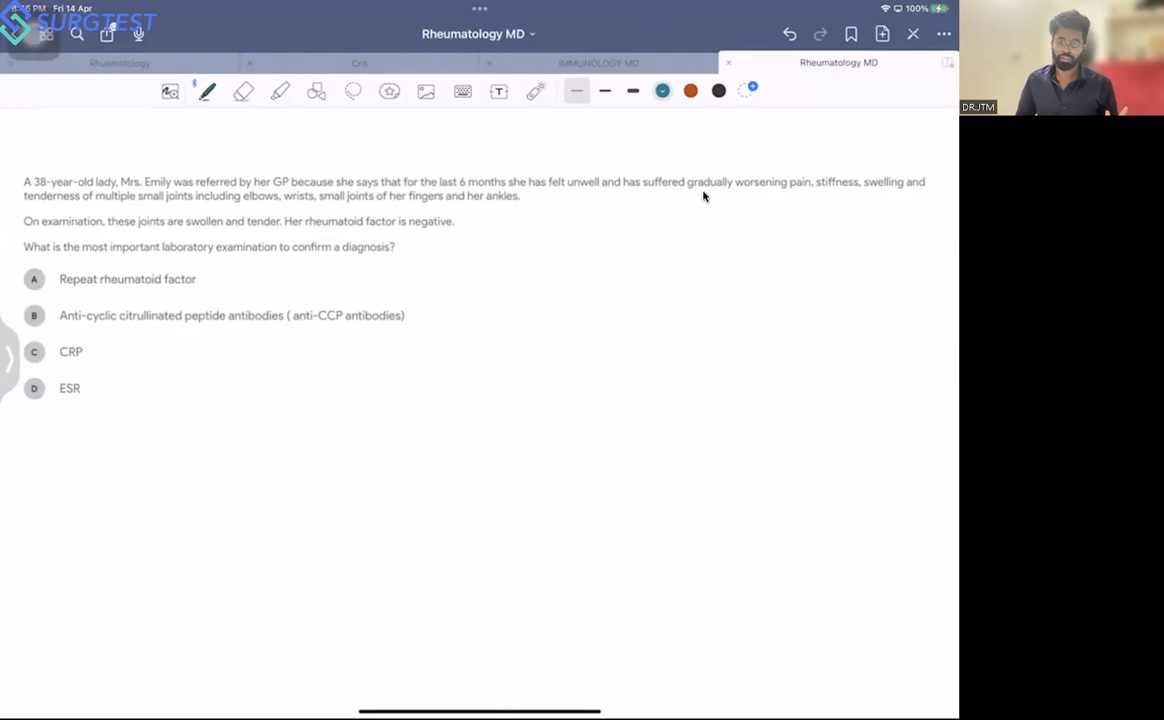 Fri 14 Apr
SURGTEST
100%
Rheumatology MD
Rhuematology
Cns
IMMUNOLOGY MD
Rheumatology MD
T
DR.JTM
A 38-year-old lady, Mrs. Emily was referred by her GP because she says that for the last 6 months she has felt unwell and has suffered gradually worsening pain, stiffness, swelling and
tenderness of multiple small joints including elbows, wrists, small joints of her fingers and her ankles.
On examination, these joints are swollen and tender. Her rheumatoid factor is negative.
What is the most important laboratory examination to confirm a diagnosis?
A Repeat rheumatoid factor
B Anti-cyclic citrullinated peptide antibodies ( anti-CCP antibodies)
C CRP
D ESR